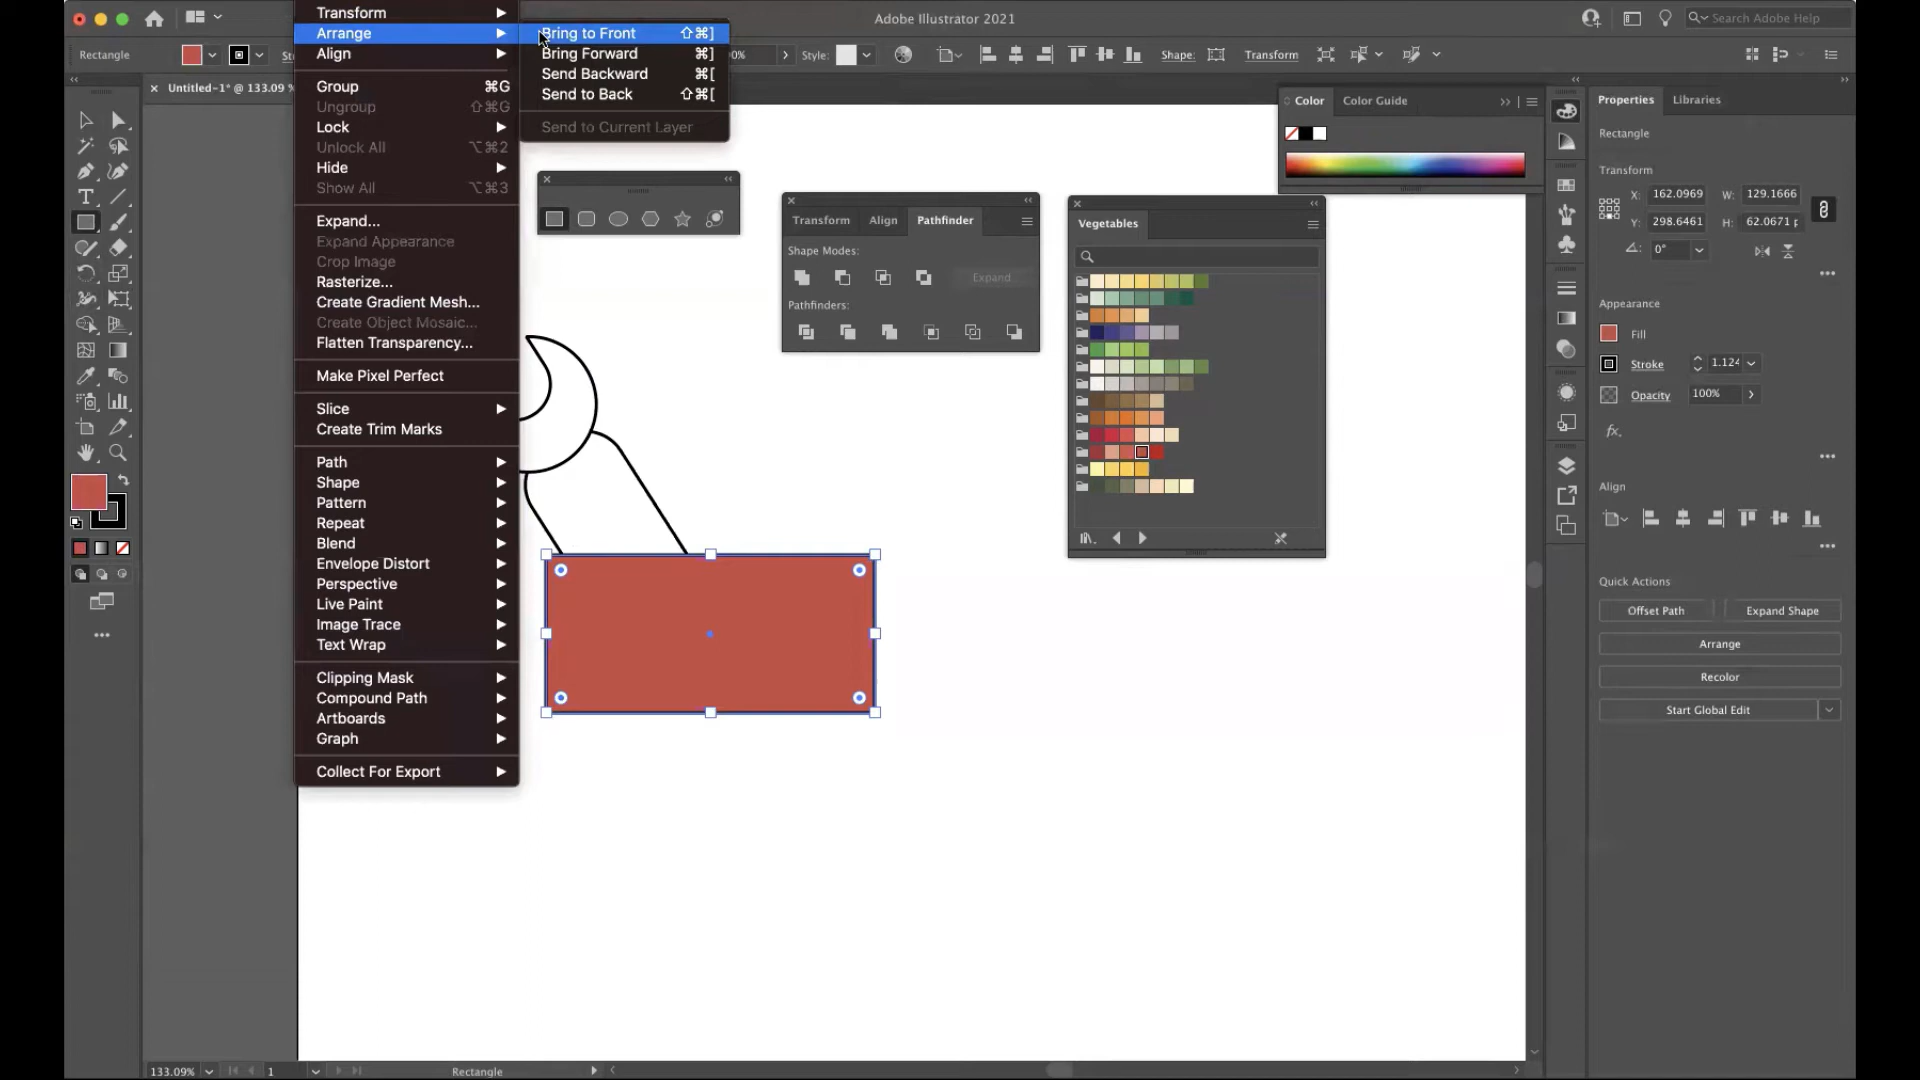 Adobe Illustrator 2021
Search Adobe Help
Rectangle
Style:
Shape:
Transform
Untitled-1* @ 133.09 %
Transform
Arrange
Align
Group ⌘G
Ungroup ⇧⌘G
Lock
Unlock All ⌥⌘2
Hide
Show All ⌥⌘3
Expand...
Expand Appearance
Crop Image
Rasterize...
Create Gradient Mesh...
Create Object Mosaic...
Flatten Transparency...
Make Pixel Perfect
Slice
Create Trim Marks
Path
Shape
Pattern
Repeat
Blend
Envelope Distort
Perspective
Live Paint
Image Trace
Text Wrap
Clipping Mask
Compound Path
Artboards
Graph
Collect For Export
Bring to Front ⇧⌘]
Bring Forward ⌘]
Send Backward ⌘[
Send to Back ⇧⌘[
Send to Current Layer
Transform Align Pathfinder
Shape Modes:
Expand
Pathfinders:
Vegetables
Color Color Guide
Properties Libraries
Rectangle
Transform
X: 162.0969 W: 129.1666
Y: 298.6461 H: 62.0671 p
0°
Appearance
Fill
Stroke 1.124
Opacity 100%
fx.
Align
Quick Actions
Offset Path Expand Shape
Arrange
Recolor
Start Global Edit
133.09% 1 Rectangle